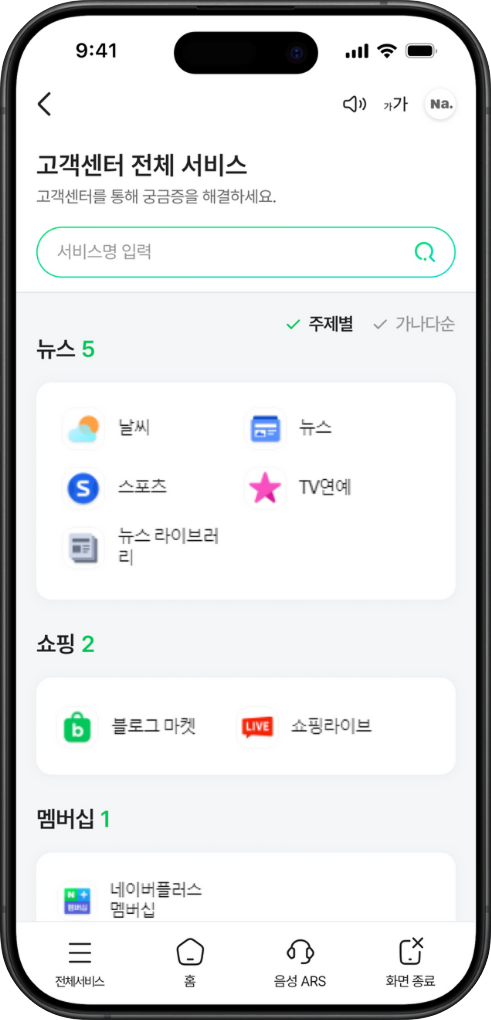 9:41
가가 Na.
고객센터 전체 서비스
고객센터를 통해 궁금증을 해결하세요.
서비스명 입력
주제별 가나다순
뉴스 5
날씨 뉴스
S 스포츠 TV연예
뉴스 라이브러
리
쇼핑 2
b 블로그 마켓 LIVE 쇼핑라이브
멤버십 1
N + 네이버플러스
멤버십 멤버십
전체서비스 홈 음성 ARS 화면 종료